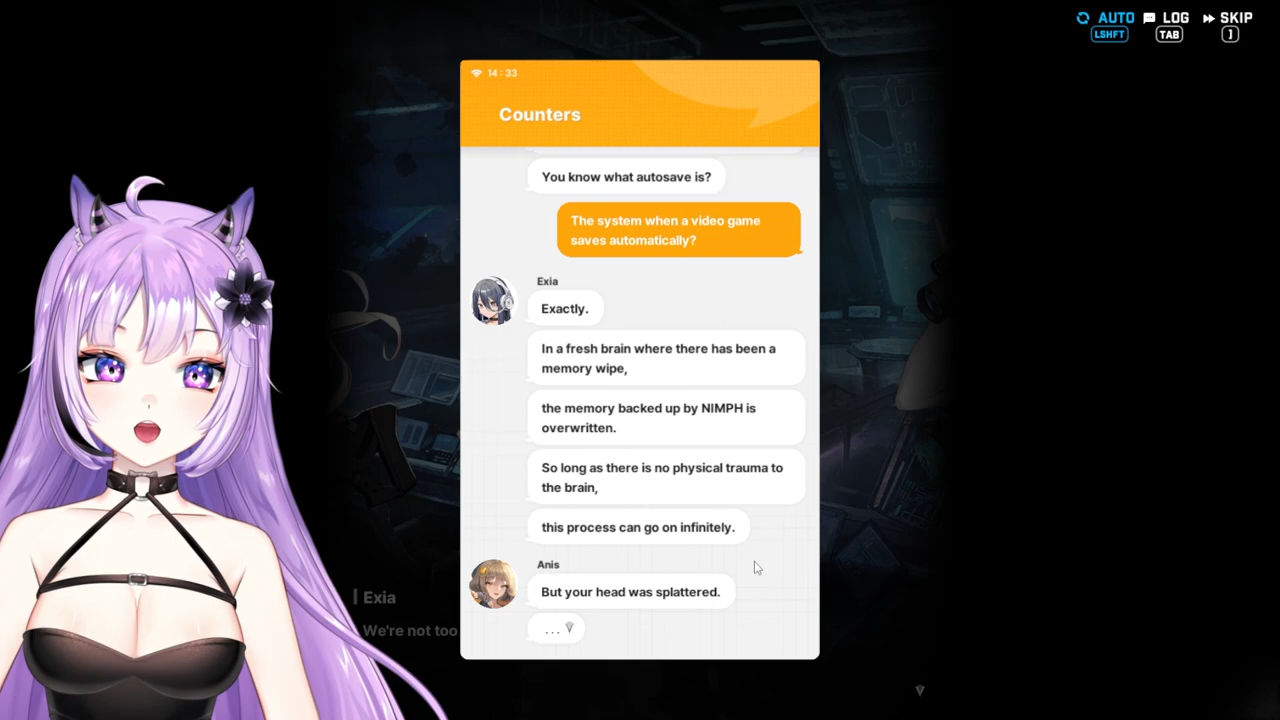 AUTO
LOG
SKIP
LSHFT
TAB
]
14 : 33
Counters
You know what autosave is?
The system when a video game
saves automatically?
Exia
Exactly.
In a fresh brain where there has been a
memory wipe,
the memory backed up by NIMPH is
overwritten.
So long as there is no physical trauma to
the brain,
this process can go on infinitely.
Anis
But your head was splattered.
...
Exia
We're not too